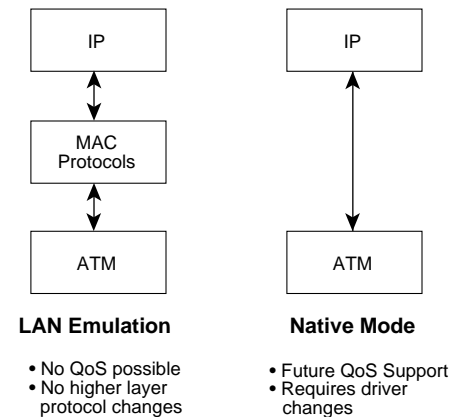 IP
MAC
Protocols
ATM
LAN Emulation
• No QoS possible
• No higher layer
protocol changes
IP
ATM
Native Mode
• Future QoS Support
• Requires driver
changes